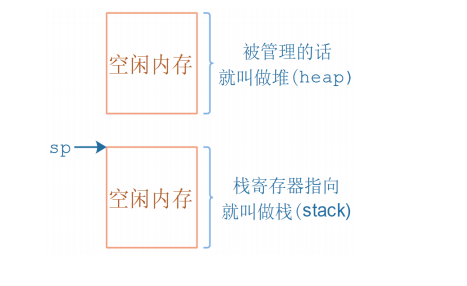 空闲内存
被管理的话
就叫做堆(heap)
sp
空闲内存
栈寄存器指向
就叫做栈(stack)